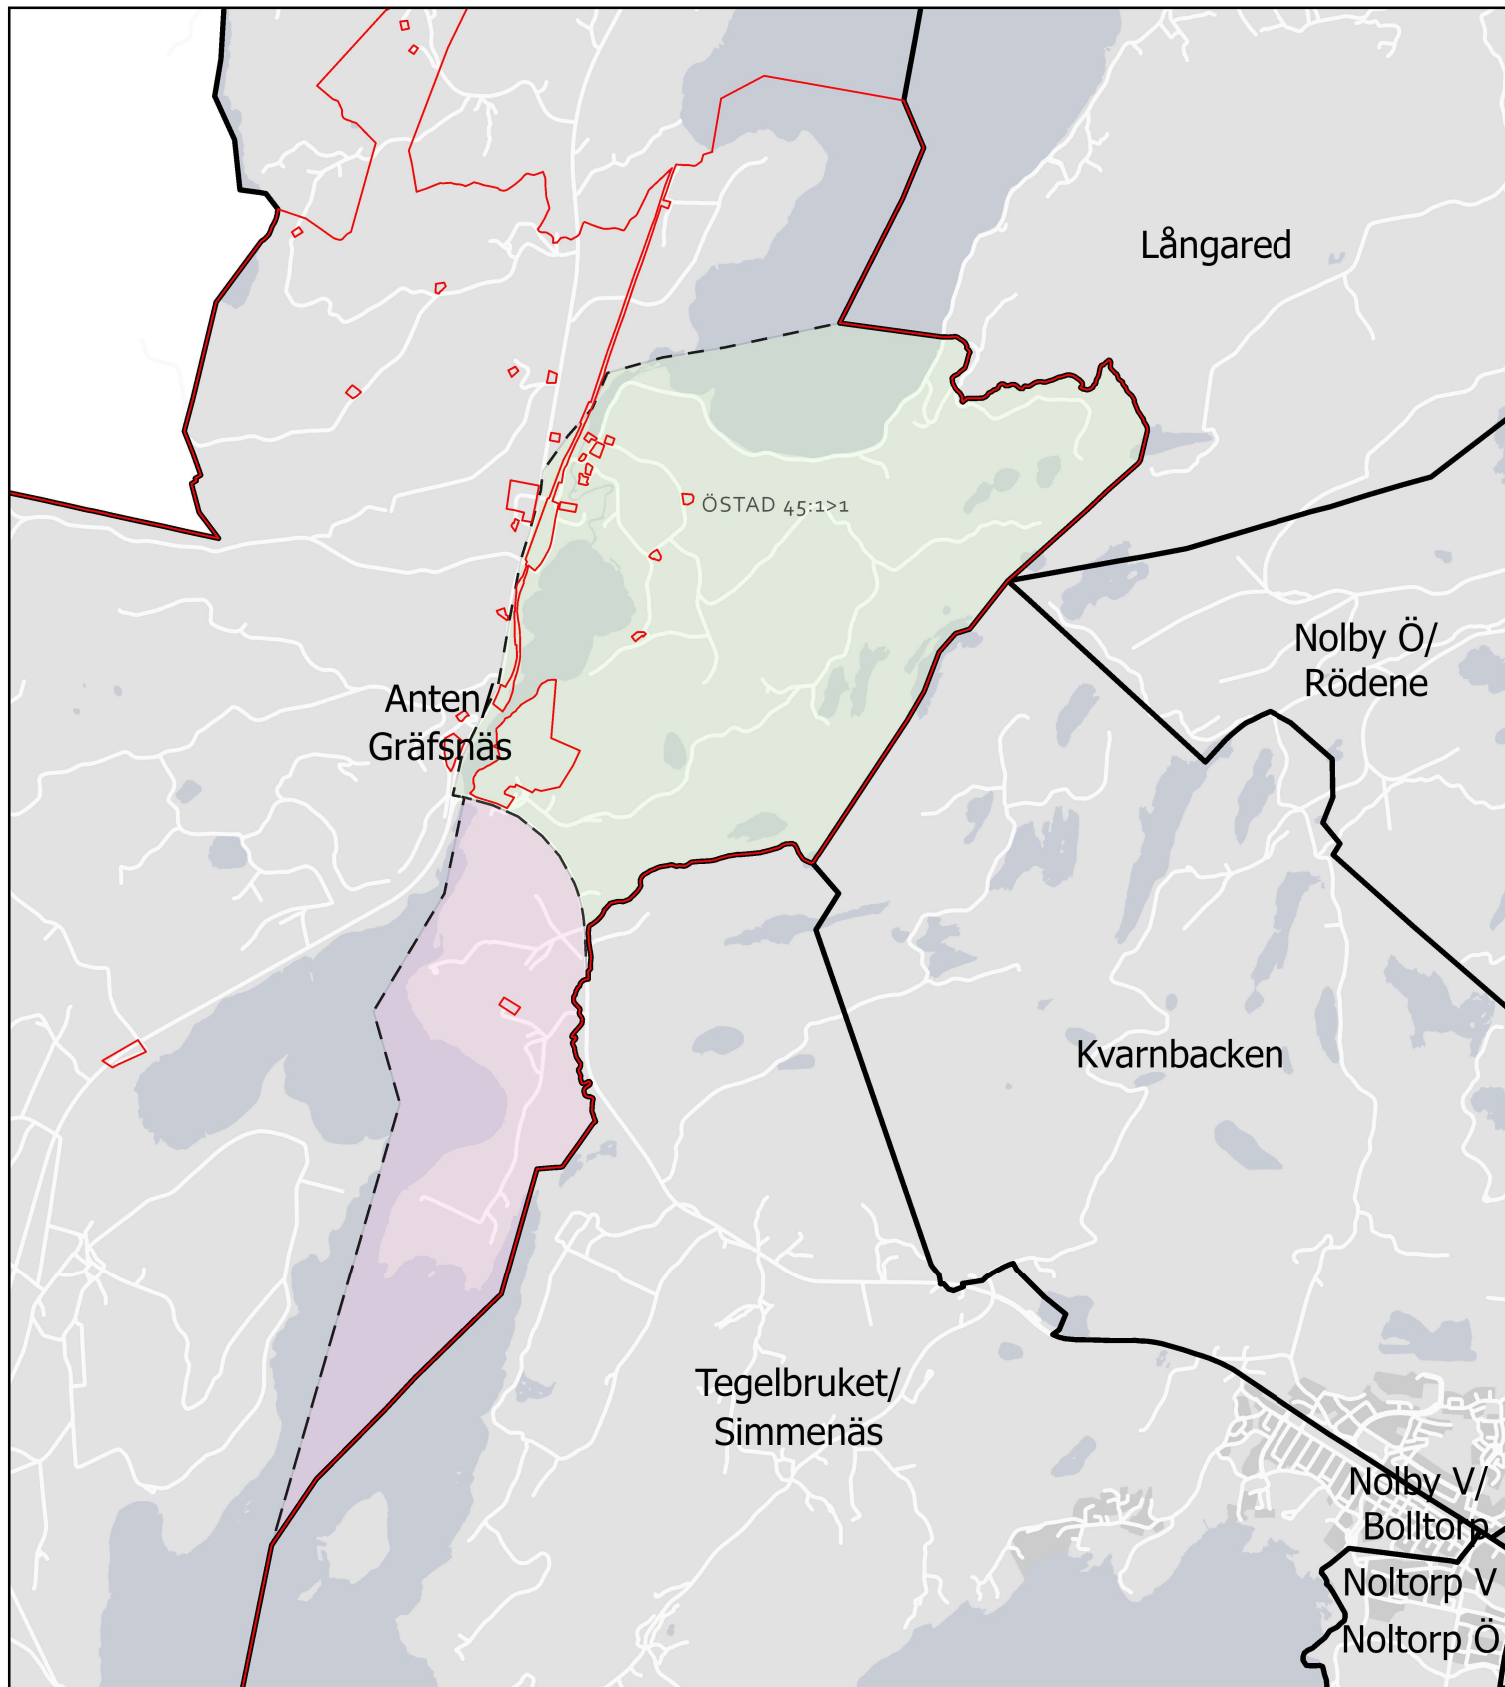 Långared
ÖSTAD 45:1>1
Nolby Ö/
Rödene
Anten/
Gräfsnäs
Kvarnbacken
Tegelbruket/
Simmenäs
Nolby V/
Bolltorp
Noltorp V
Noltorp Ö